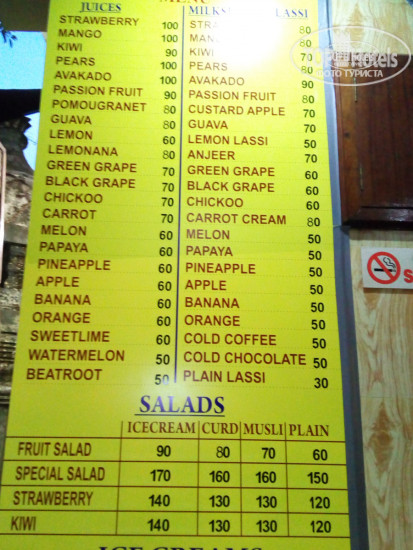 MENU
JUICES MILKS LASSI
STRAWBERRY 100 80
MANGO 100
KIWI 90 KIWI 70
PEARS 100 PEARS 80
AVAKADO 100 AVAKADO 90
PASSION FRUIT 90 PASSION FRUIT 80
POMOUGRANET 80 CUSTARD APPLE 70
GUAVA 80 GUAVA 70
LEMON 60 LEMON LASSI 50
LEMONANA 80 ANJEER 70
GREEN GRAPE 70 GREEN GRAPE 60
BLACK GRAPE 70 BLACK GRAPE 60
CHICKOO 70 CHICKOO 60
CARROT 70 CARROT CREAM 80
MELON 60 MELON 50
PAPAYA 60 PAPAYA 50
PINEAPPLE 60 PINEAPPLE 50
APPLE 60 APPLE 50
BANANA 60 BANANA 50
ORANGE 60 ORANGE 50
SWEETLIME 60 COLD COFFEE 50
WATERMELON 50 COLD CHOCOLATE 50
BEATROOT 50 PLAIN LASSI 30
SALADS
ICECREAM CURD MUSLI PLAIN
FRUIT SALAD 90 80 70 60
SPECIAL SALAD 170 160 160 150
STRAWBERRY 140 130 130 120
KIWI 140 130 130 120
ICE CREAMS